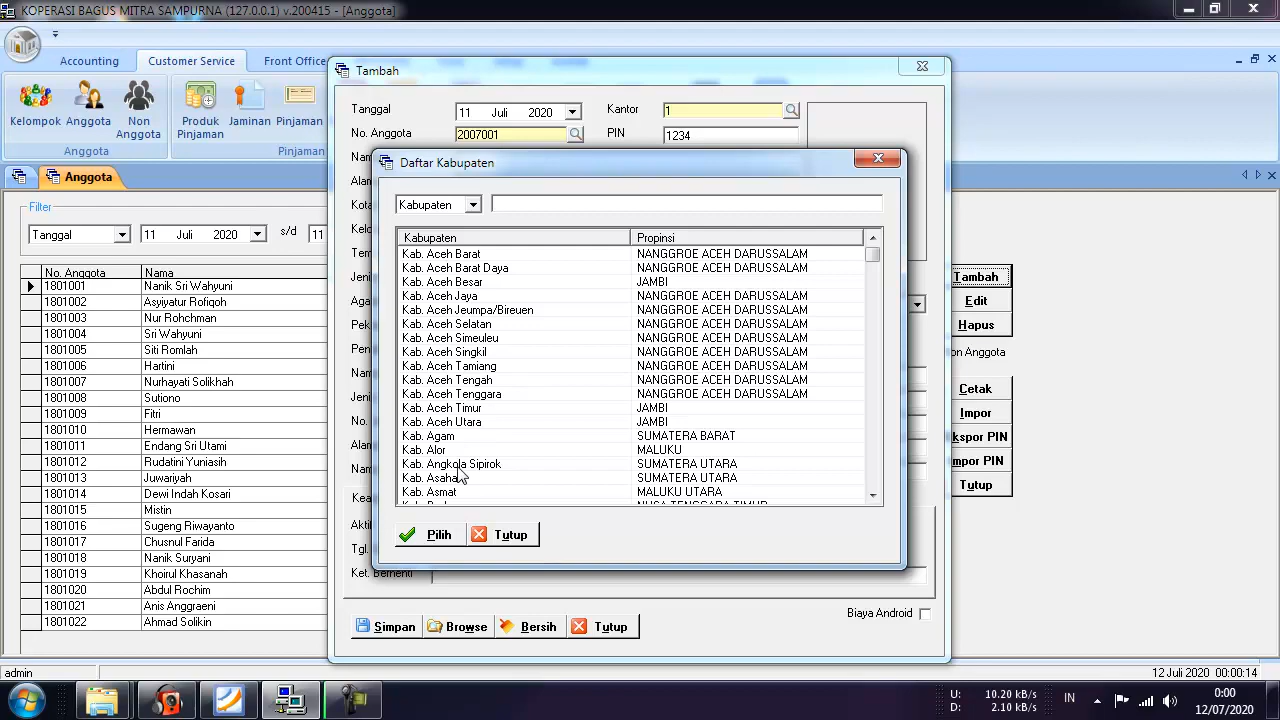 KOPERASI BAGUS MITRA SAMPURNA (127.0.0.1) v.200415 - [Anggota]
Accounting
Customer Service
Front Office
Kelompok
Anggota
Non Anggota
Produk Pinjaman
Jaminan
Pinjaman
Anggota
Pinjaman
Anggota
Filter
Tanggal
11 Juli 2020
s/d
11
No. Anggota Nama
1801001 Nanik Sri Wahyuni
1801002 Asyiyatur Rofiqoh
1801003 Nur Rohchman
1801004 Sri Wahyuni
1801005 Siti Romlah
1801006 Hartini
1801007 Nurhayati Solikhah
1801008 Sutiono
1801009 Fitri
1801010 Hermawan
1801011 Endang Sri Utami
1801012 Rudatini Yuniasih
1801013 Juwariyah
1801014 Dewi Indah Kosari
1801015 Mistin
1801016 Sugeng Riwayanto
1801017 Chusnul Farida
1801018 Nanik Suryani
1801019 Khoirul Khasanah
1801020 Abdul Rochim
1801021 Anis Anggraeni
1801022 Ahmad Solikin
Tambah
Tanggal 11 Juli 2020 Kantor 1
No. Anggota 2007001 PIN 1234
Daftar Kabupaten
Kabupaten
Kabupaten Propinsi
Kab. Aceh Barat NANGGROE ACEH DARUSSALAM
Kab. Aceh Barat Daya NANGGROE ACEH DARUSSALAM
Kab. Aceh Besar JAMBI
Kab. Aceh Jaya NANGGROE ACEH DARUSSALAM
Kab. Aceh Jeumpa/Bireuen NANGGROE ACEH DARUSSALAM
Kab. Aceh Selatan NANGGROE ACEH DARUSSALAM
Kab. Aceh Simeuleu NANGGROE ACEH DARUSSALAM
Kab. Aceh Singkil NANGGROE ACEH DARUSSALAM
Kab. Aceh Tamiang NANGGROE ACEH DARUSSALAM
Kab. Aceh Tengah NANGGROE ACEH DARUSSALAM
Kab. Aceh Tenggara NANGGROE ACEH DARUSSALAM
Kab. Aceh Timur JAMBI
Kab. Aceh Utara JAMBI
Kab. Agam SUMATERA BARAT
Kab. Alor MALUKU
Kab. Angkola Sipirok SUMATERA UTARA
Kab. Asahan SUMATERA UTARA
Kab. Asmat MALUKU UTARA
NUSA TENGGARA TIMUR
Pilih
Tutup
Ket. Berhenti
Biaya Android
Simpan
Browse
Bersih
Tutup
Tambah
Edit
Hapus
Anggota
Cetak
Impor
kspor PIN
mpor PIN
Tutup
admin
12 Juli 2020 00:00:14
U: 10.20 kB/s
D: 2.10 kB/s
IN
0:00
12/07/2020